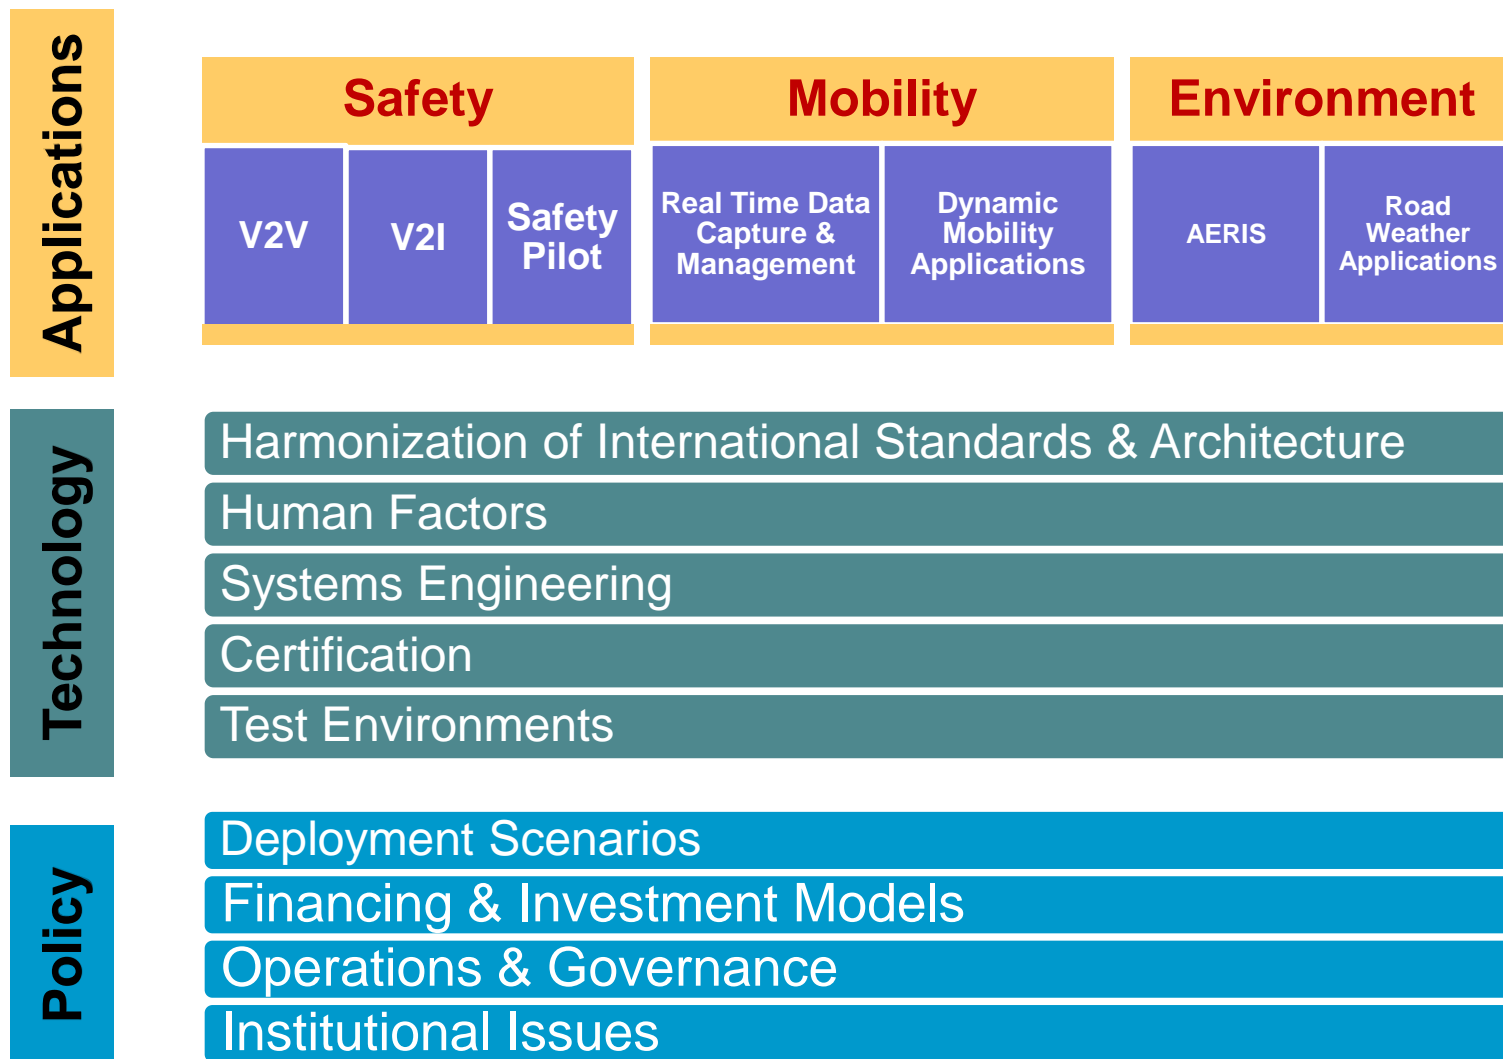 Applications
Safety
Mobility
Environment
V2V
V2I
Safety
Pilot
Real Time Data
Capture &
Management
Dynamic
Mobility
Applications
AERIS
Road
Weather
Applications
Technology
Harmonization of International Standards & Architecture
Human Factors
Systems Engineering
Certification
Test Environments
Policy
Deployment Scenarios
Financing & Investment Models
Operations & Governance
Institutional Issues